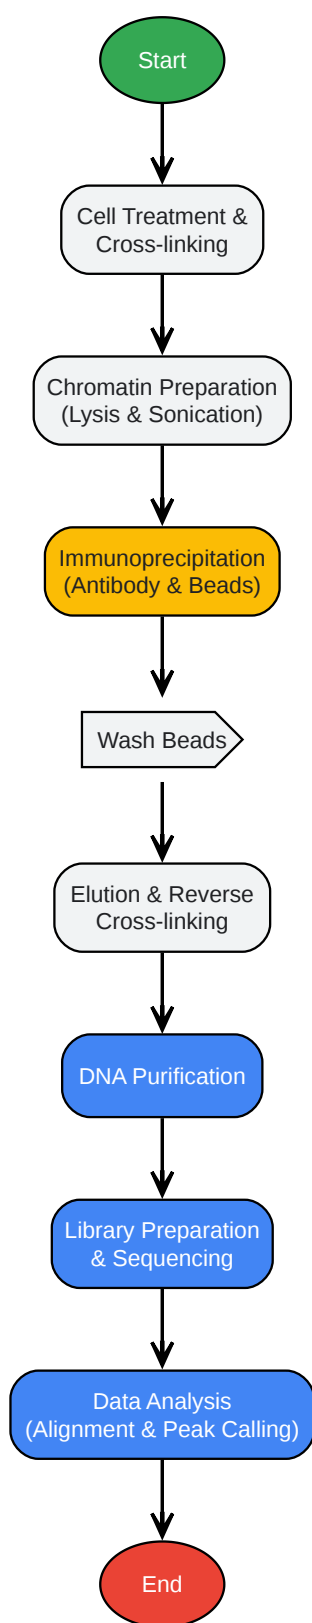 Start
Cell Treatment &
Cross-linking
Chromatin Preparation
(Lysis & Sonication)
Immunoprecipitation
(Antibody & Beads)
Wash Beads
Elution & Reverse
Cross-linking
DNA Purification
Library Preparation
& Sequencing
Data Analysis
(Alignment & Peak Calling)
End